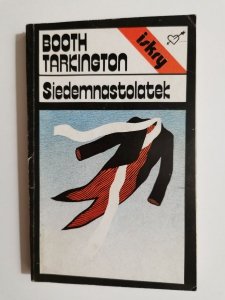 BOOTH
TARKINGTON
iskry
Siedemnastolatek